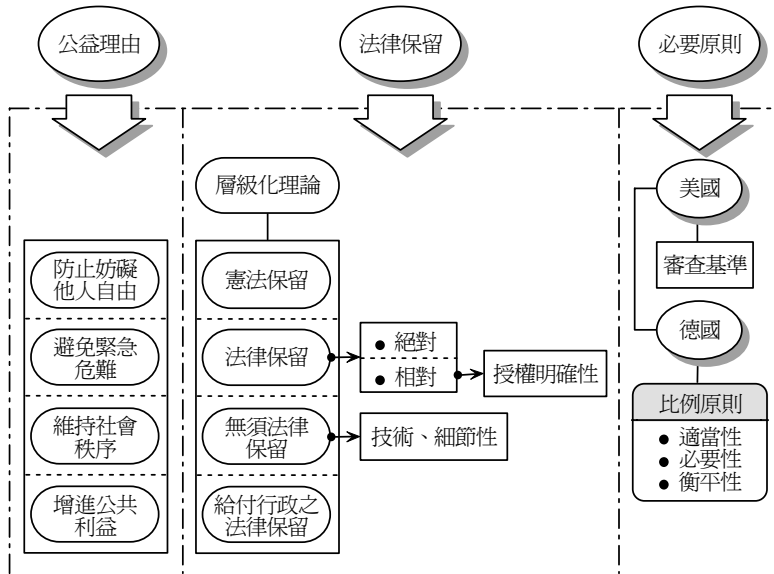 公益理由
法律保留
必要原則
層級化理論
美國
審查基準
德國
比例原則
● 適當性
● 必要性
● 衡平性
防止妨礙
他人自由
避免緊急
危難
維持社會
秩序
增進公共
利益
憲法保留
法律保留
● 絕對
● 相對
授權明確性
無須法律
保留
技術、細節性
給付行政之
法律保留